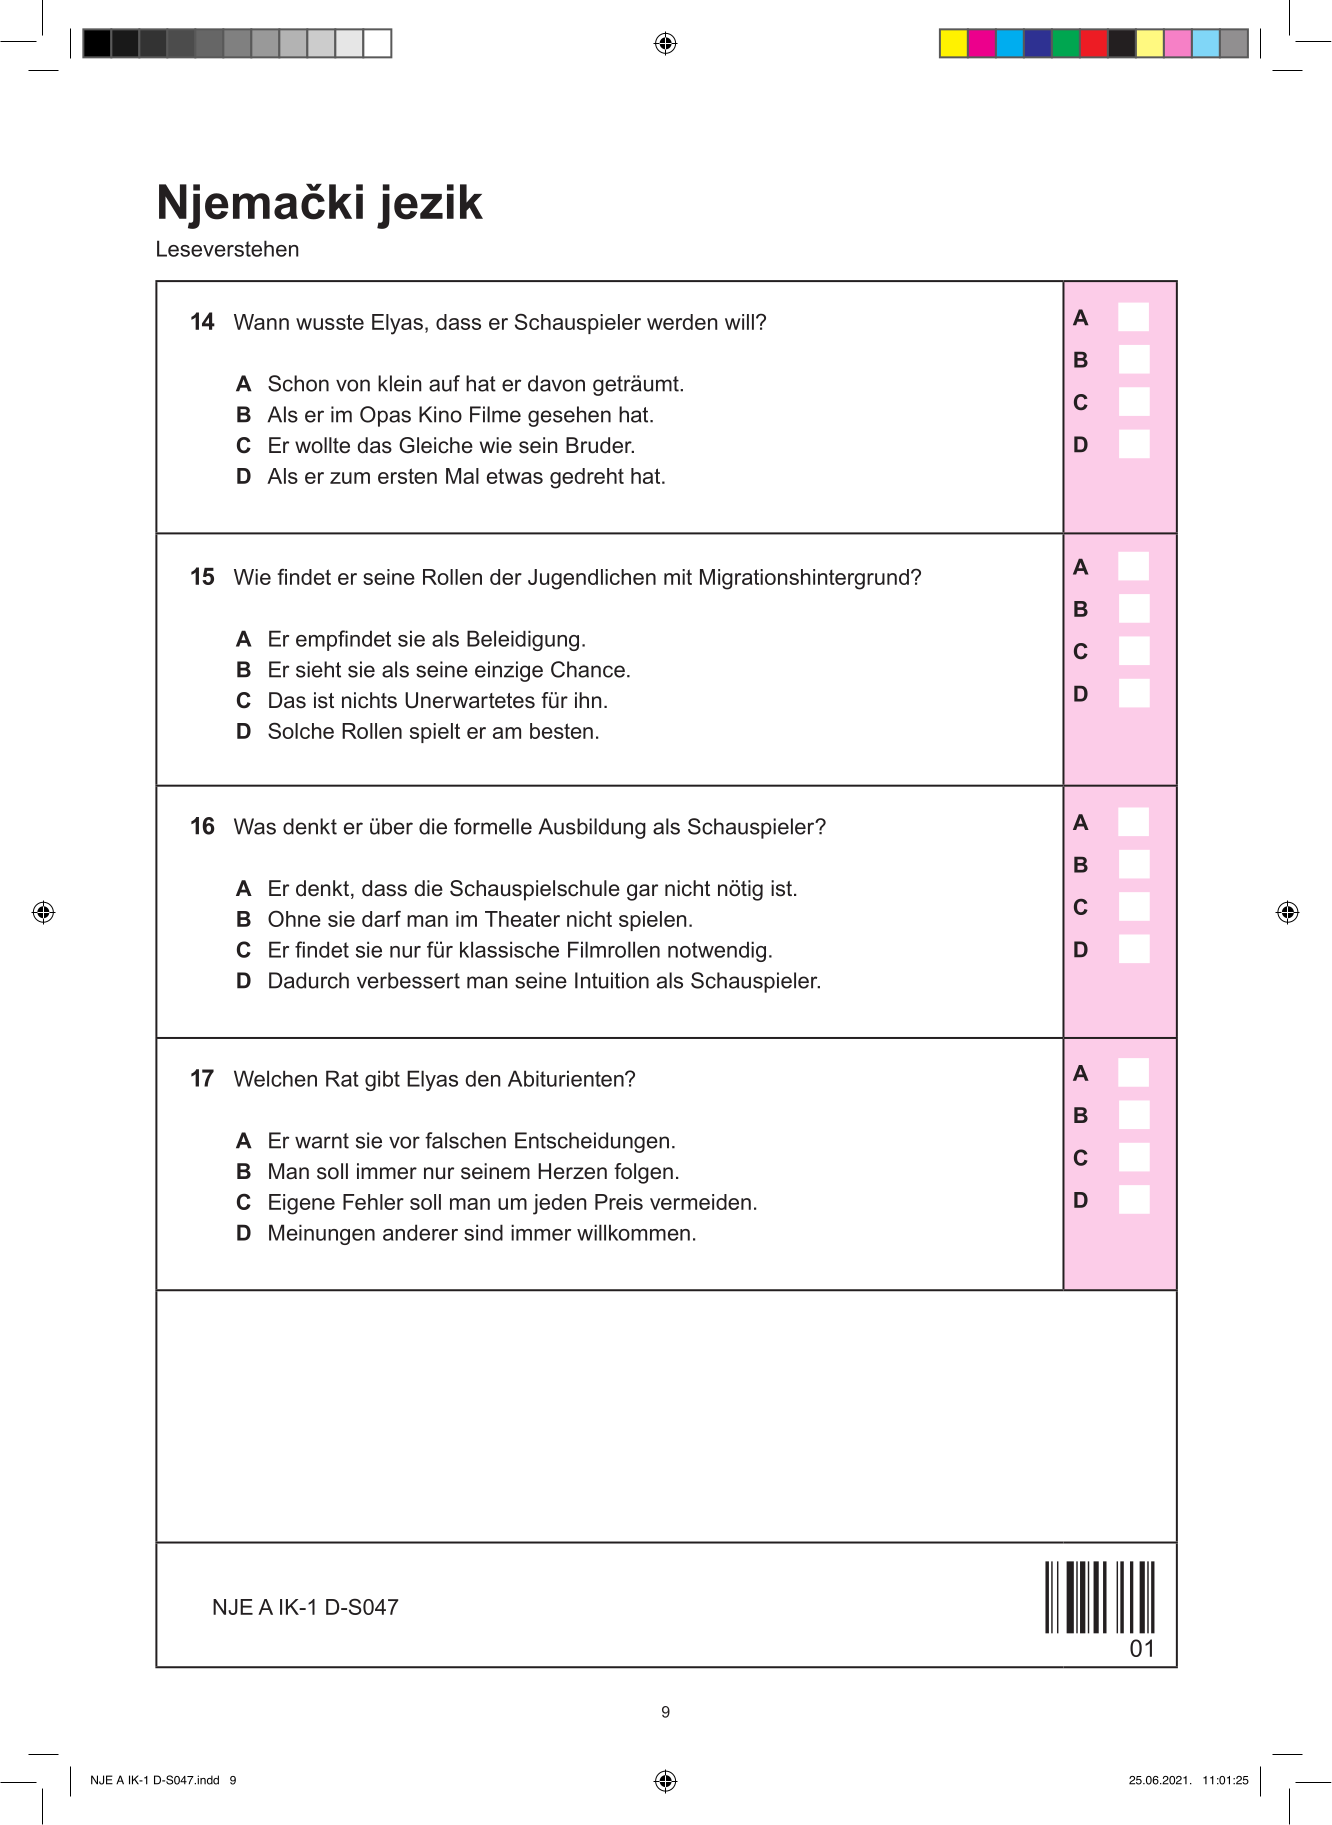 Njemački jezik
Leseverstehen
14 Wann wusste Elyas, dass er Schauspieler werden will?
A Schon von klein auf hat er davon geträumt.
B Als er im Opas Kino Filme gesehen hat.
C Er wollte das Gleiche wie sein Bruder.
D Als er zum ersten Mal etwas gedreht hat.
A
B
C
D
15 Wie findet er seine Rollen der Jugendlichen mit Migrationshintergrund?
A Er empfindet sie als Beleidigung.
B Er sieht sie als seine einzige Chance.
C Das ist nichts Unerwartetes für ihn.
D Solche Rollen spielt er am besten.
A
B
C
D
16 Was denkt er über die formelle Ausbildung als Schauspieler?
A Er denkt, dass die Schauspielschule gar nicht nötig ist.
B Ohne sie darf man im Theater nicht spielen.
C Er findet sie nur für klassische Filmrollen notwendig.
D Dadurch verbessert man seine Intuition als Schauspieler.
A
B
C
D
17 Welchen Rat gibt Elyas den Abiturienten?
A Er warnt sie vor falschen Entscheidungen.
B Man soll immer nur seinem Herzen folgen.
C Eigene Fehler soll man um jeden Preis vermeiden.
D Meinungen anderer sind immer willkommen.
A
B
C
D
NJE A IK-1 D-S047
01
9
NJE A IK-1 D-S047.indd 9
25.06.2021. 11:01:25